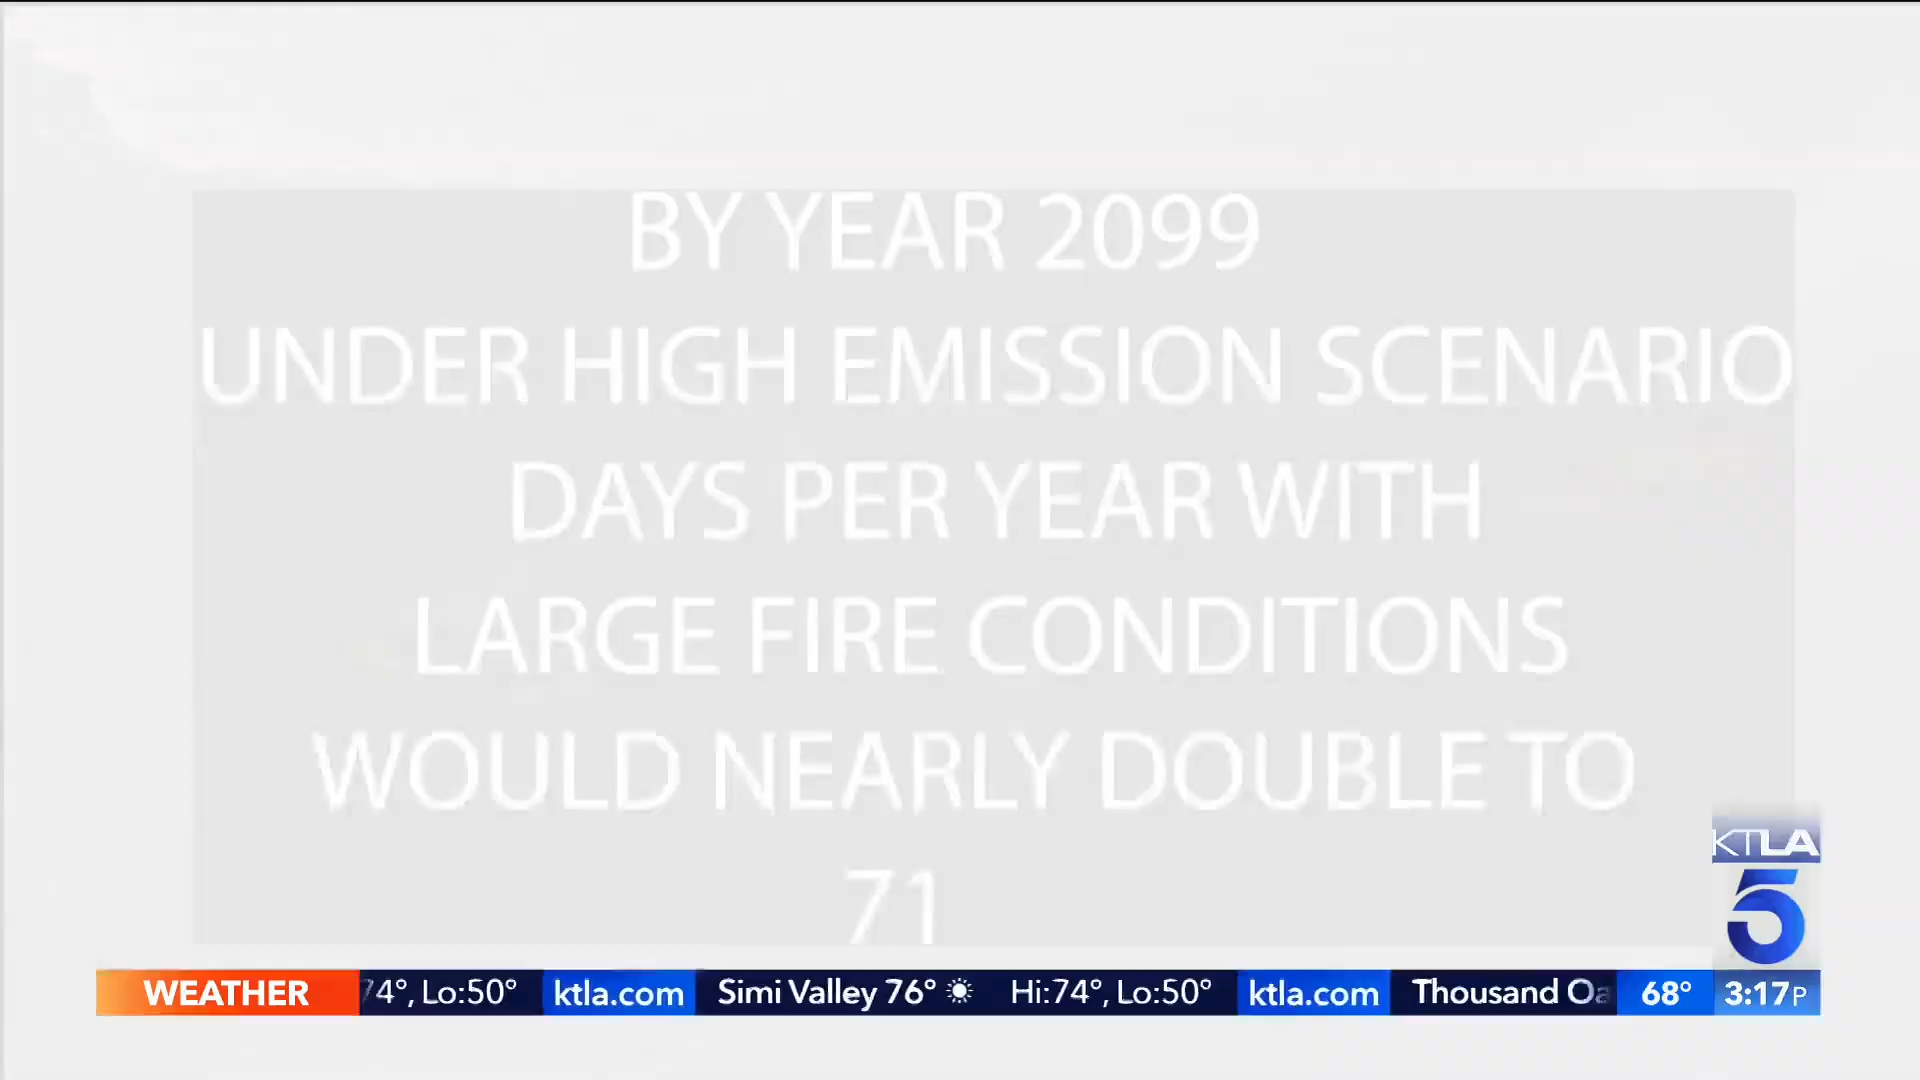 BY YEAR 2099
UNDER HIGH EMISSION SCENARIO
DAYS PER YEAR WITH
LARGE FIRE CONDITIONS
WOULD NEARLY DOUBLE TO
71
KTLA
5
WEATHER 74°, Lo:50° ktla.com Simi Valley 76° Hi:74°, Lo:50° ktla.com Thousand Oa 68° 3:17P